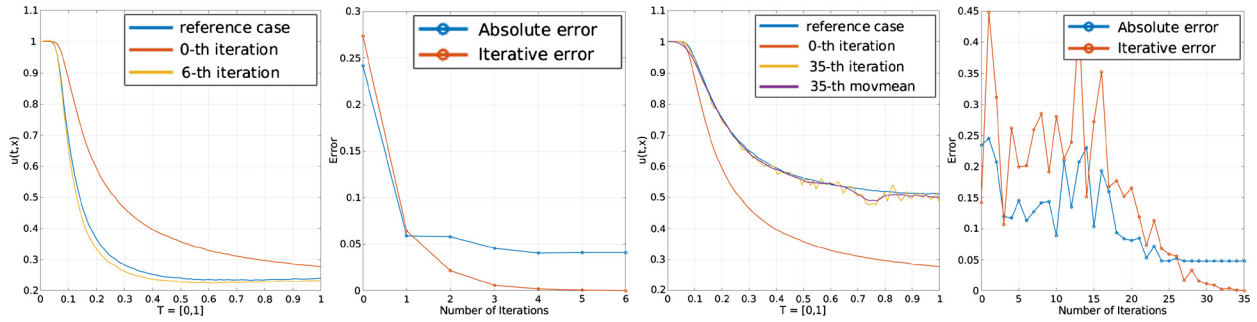 1.1
1
0.9
0.8
0.7
0.6
0.5
0.4
0.3
0.2
u(t,x)
reference case
0-th iteration
6-th iteration
0 0.1 0.2 0.3 0.4 0.5 0.6 0.7 0.8 0.9 1
T = [0,1]
0.3
0.25
0.2
0.15
0.1
0.05
0
Error
Absolute error
Iterative error
0 1 2 3 4 5 6
Number of Iterations
1.1
1
0.9
0.8
0.7
0.6
0.5
0.4
0.3
0.2
u(t,x)
reference case
0-th iteration
35-th iteration
35-th movmean
0 0.1 0.2 0.3 0.4 0.5 0.6 0.7 0.8 0.9 1
T = [0,1]
0.45
0.4
0.35
0.3
0.25
0.2
0.15
0.1
0.05
0
Error
Absolute error
Iterative error
0 5 10 15 20 25 30 35
Number of Iterations